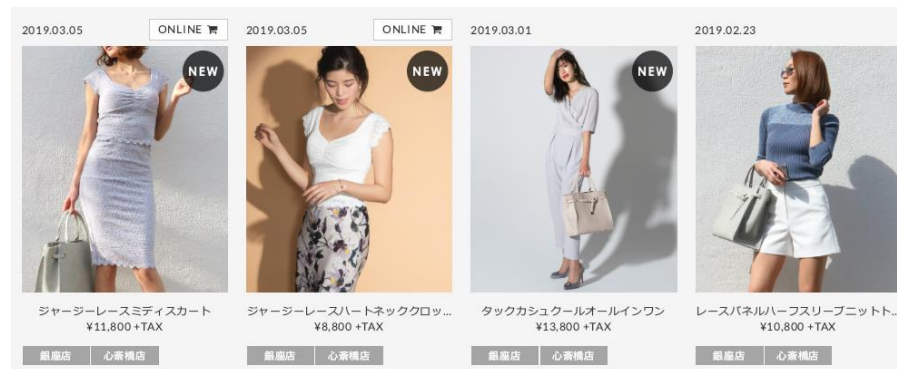 2019.03.05 ONLINE
2019.03.05 ONLINE
2019.03.01
2019.02.23
NEW
NEW
NEW
ジャージーレースミディスカート
¥11,800 +TAX
銀座店 心斎橋店
ジャージーレースハートネッククロッ...
¥8,800 +TAX
銀座店 心斎橋店
タックカシュクールオールインワン
¥13,800 +TAX
銀座店 心斎橋店
レースパネルハーフスリーブニットト...
¥10,800 +TAX
銀座店 心斎橋店